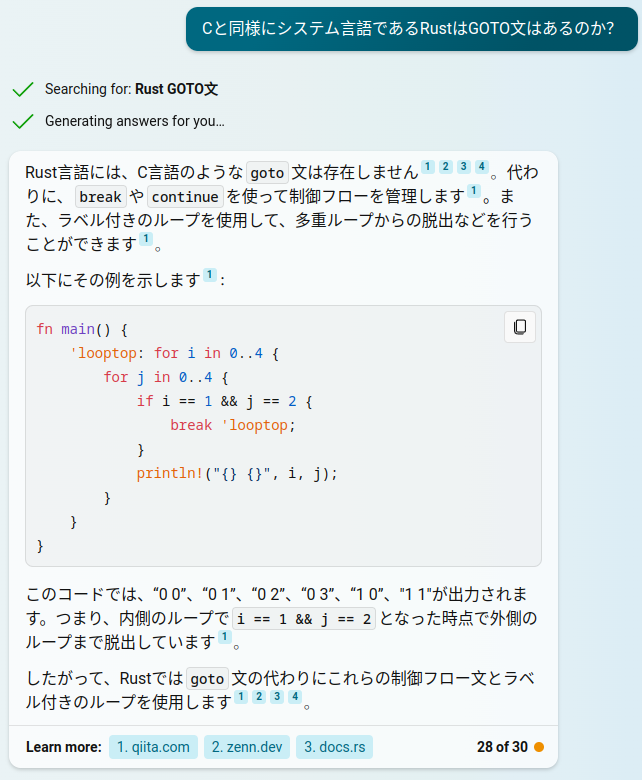 Cと同様にシステム言語であるRustはGOTO文はあるのか？
Searching for: Rust GOTO文
Generating answers for you…
Rust言語には、C言語のような goto 文は存在しません 1 2 3 4 。代わ
りに、 break や continue を使って制御フローを管理します 1 。ま
た、ラベル付きのループを使用して、多重ループからの脱出などを行う
ことができます 1 。
以下にその例を示します 1 :
fn main() {
    'looptop: for i in 0..4 {
        for j in 0..4 {
            if i == 1 && j == 2 {
                break 'looptop;
            }
            println!("{} {}", i, j);
        }
    }
}
このコードでは、“0 0”、“0 1”、“0 2”、“0 3”、“1 0”、"1 1"が出力されま
す。つまり、内側のループで i == 1 && j == 2 となった時点で外側の
ループまで脱出しています 1 。
したがって、Rustでは goto 文の代わりにこれらの制御フロー文とラベ
ル付きのループを使用します 1 2 3 4 。
Learn more: 1. qiita.com 2. zenn.dev 3. docs.rs 28 of 30